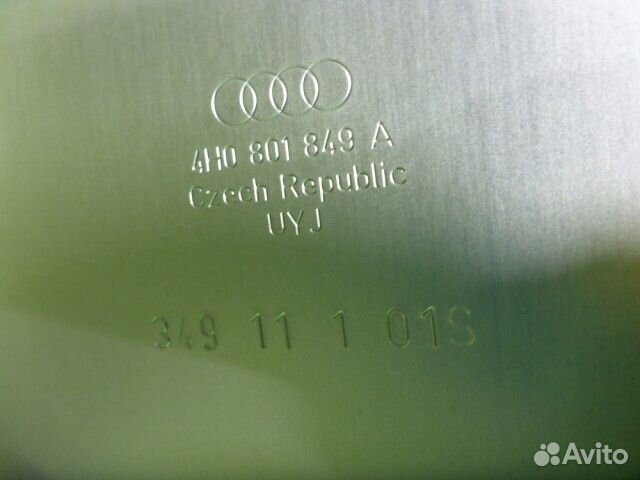 4H0 801 849 A
Czech Republic
UYJ
349 11 1 01S
Avito